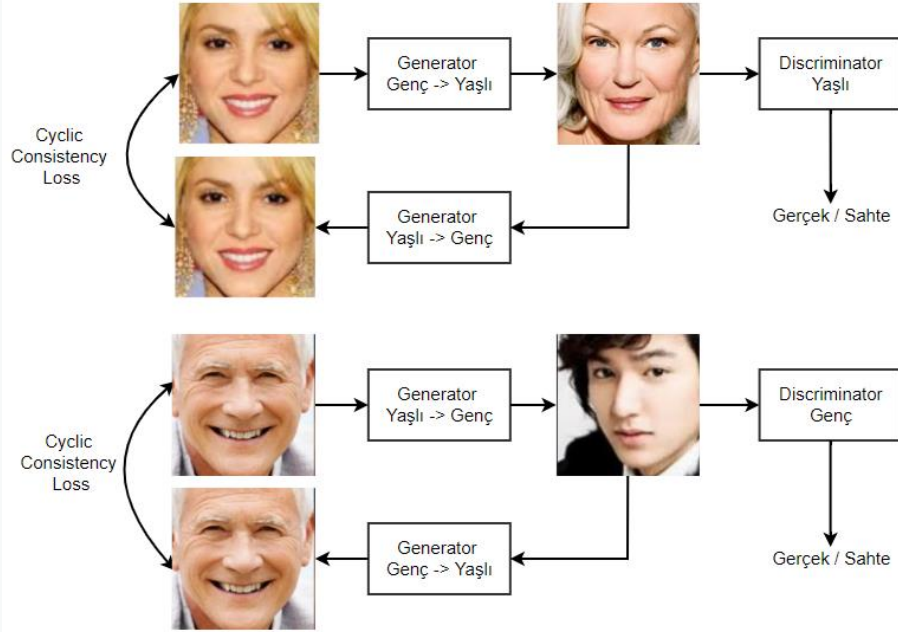 Generator
Genç -> Yaşlı
Discriminator
Yaşlı
Cyclic
Consistency
Loss
Generator
Yaşlı -> Genç
Gerçek / Sahte
Generator
Yaşlı -> Genç
Discriminator
Genç
Cyclic
Consistency
Loss
Generator
Genç -> Yaşlı
Gerçek / Sahte